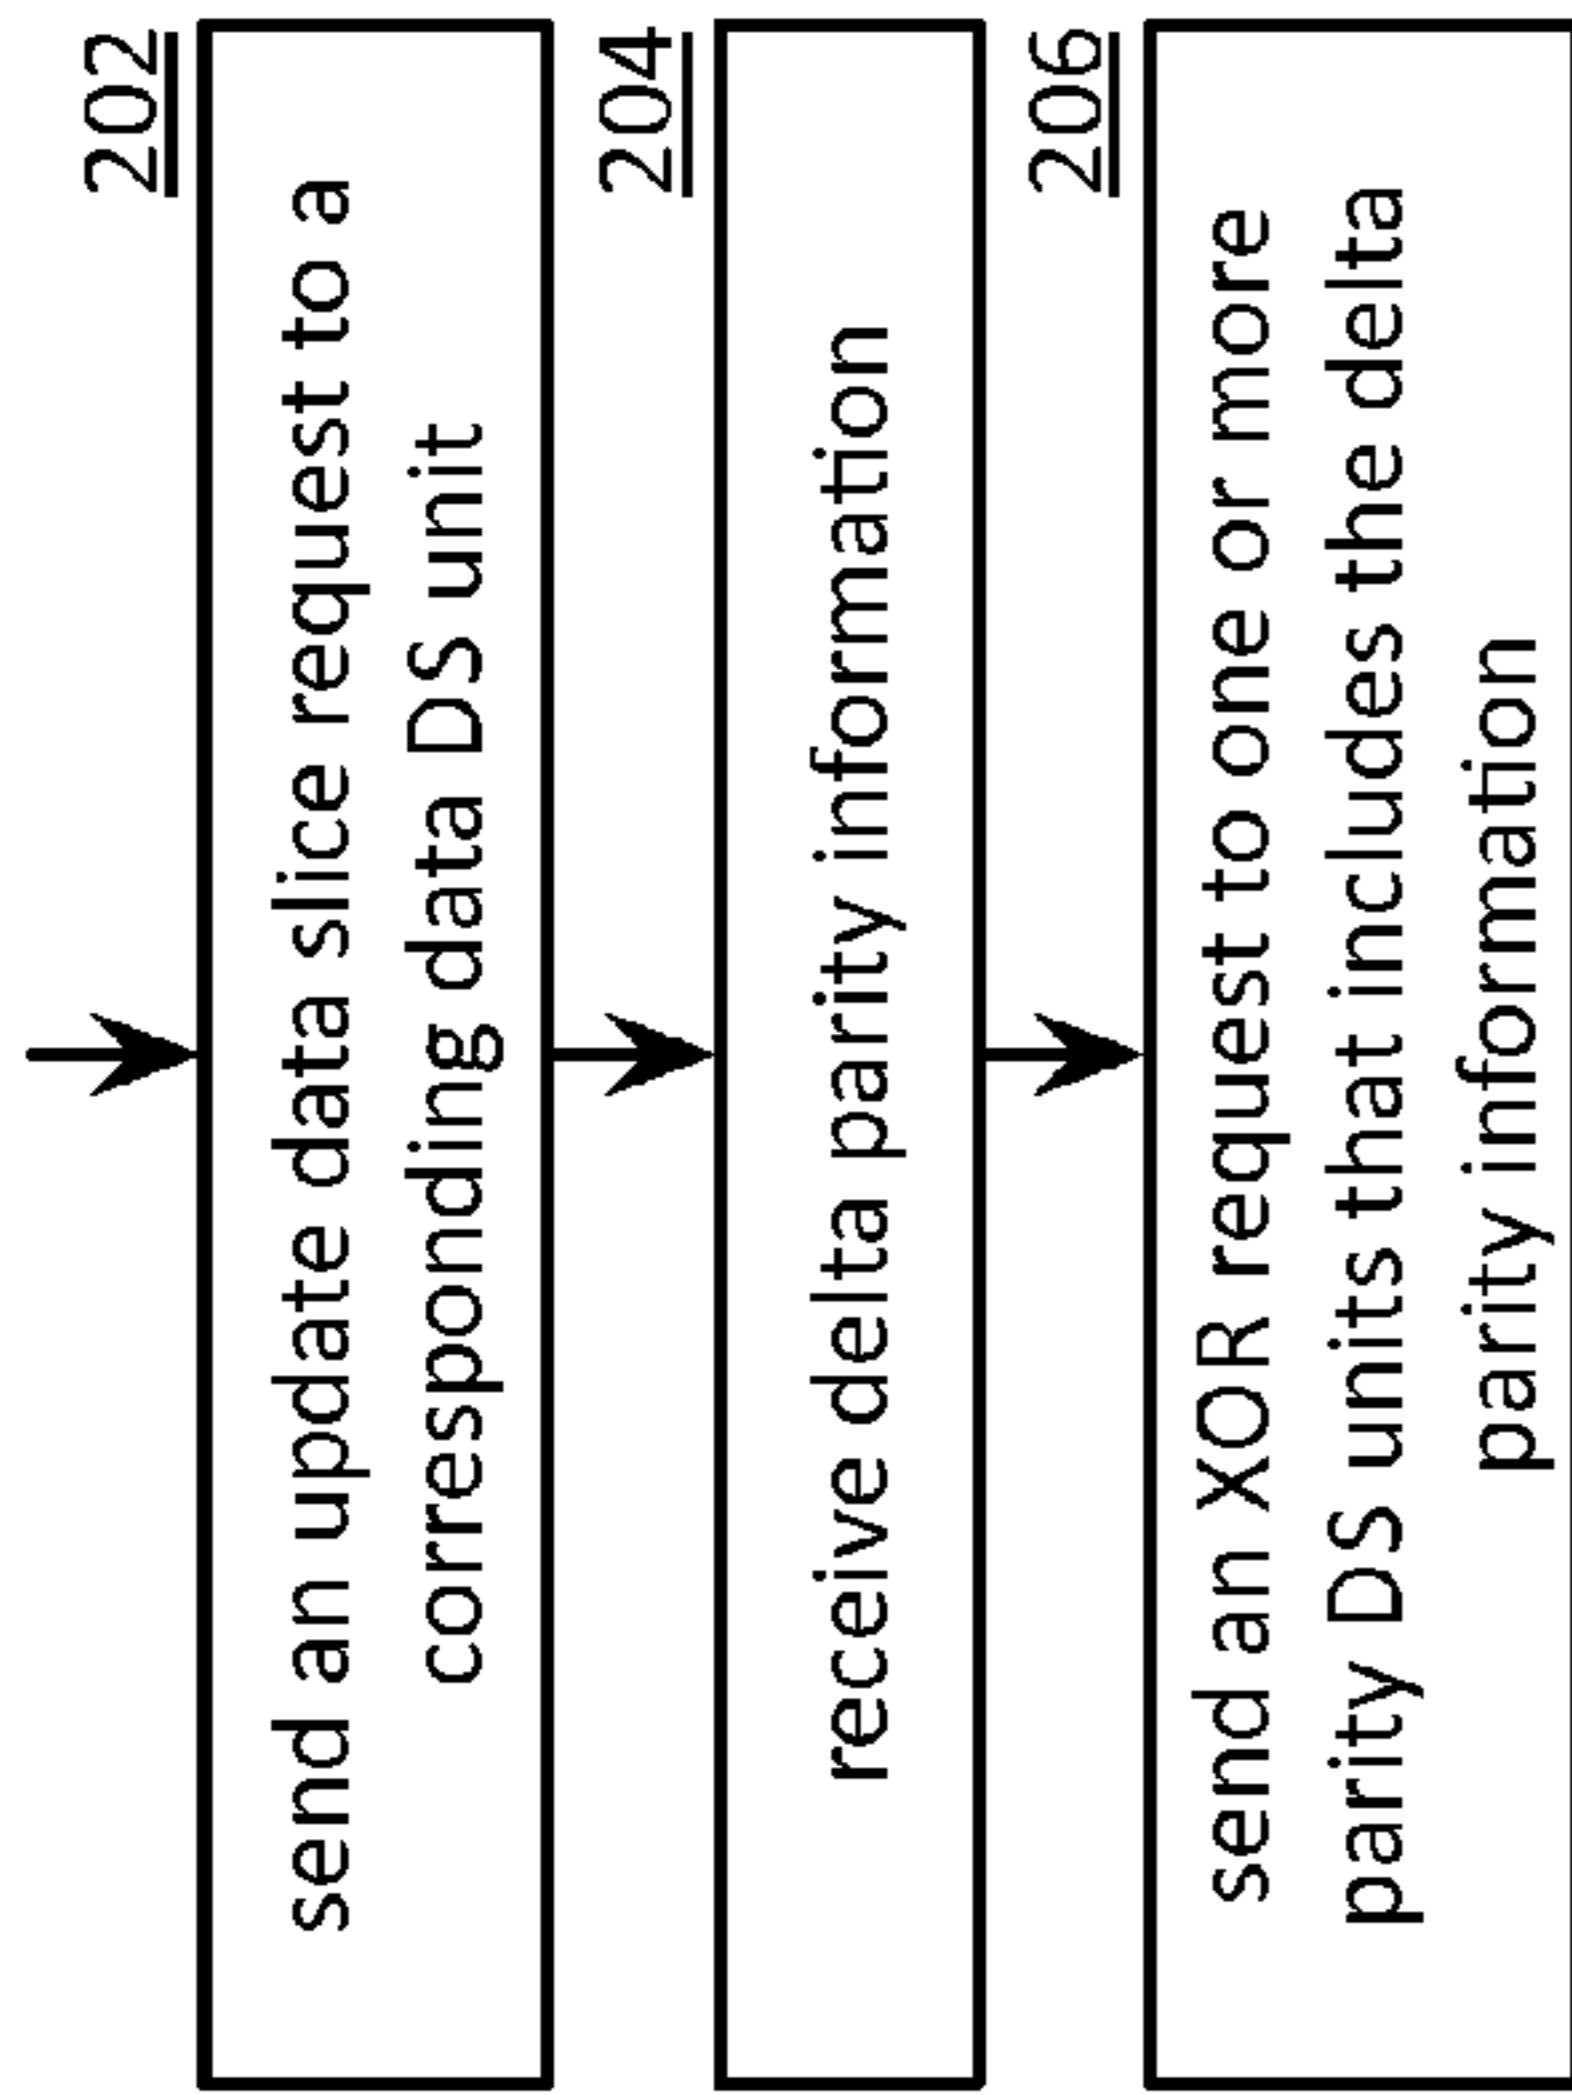 202
send an update data slice request to a
corresponding data DS unit
204
receive delta parity information
206
send an XOR request to one or more
parity DS units that includes the delta
parity information